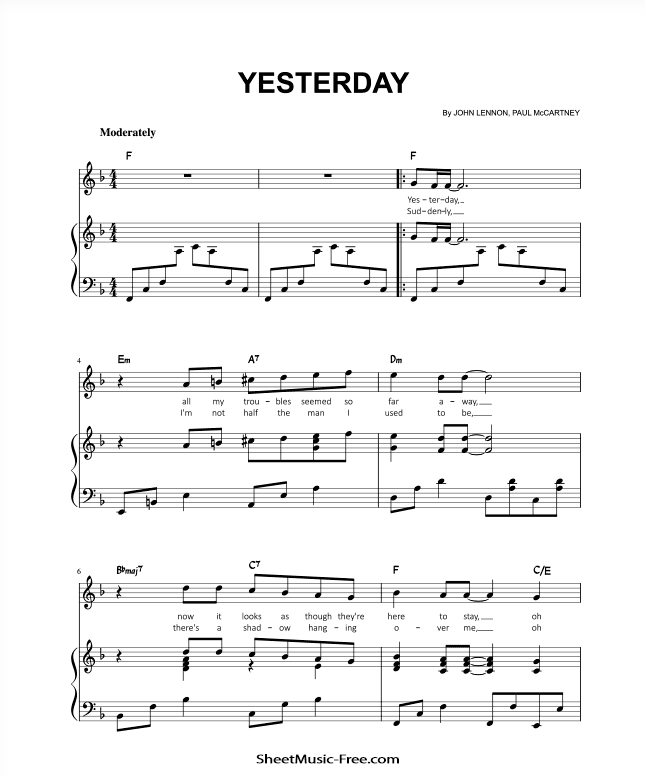 YESTERDAY
By JOHN LENNON, PAUL McCARTNEY
Moderately
F F
Yes - ter-day,
Sud-den-ly,
4 Em A7 Dm
all my trou - bles seemed so far a - way,
I'm not half the man I used to be,
6 B♭maj7 C7 F C/E
now it looks as though they're here to stay, oh
there's a shad - ow hang - ing o - ver me, oh
SheetMusic-Free.com